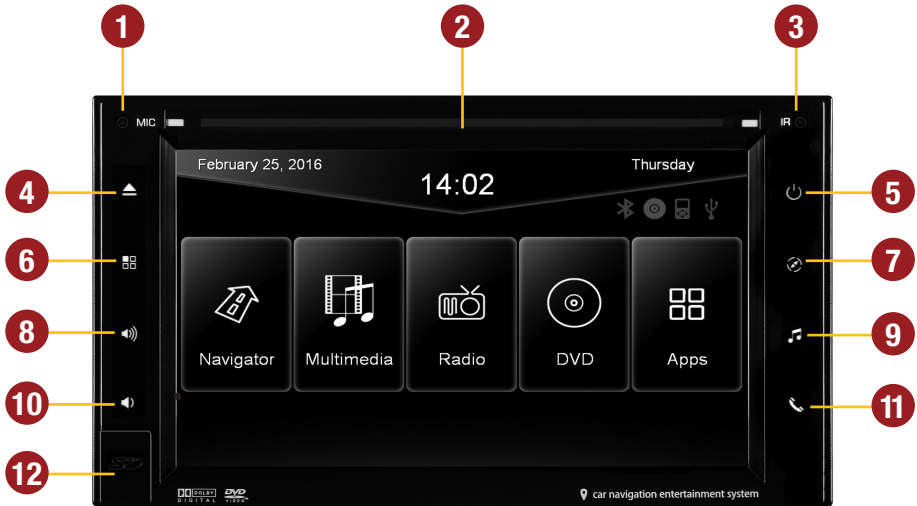 1
2
3
MIC
IR
February 25, 2016
Thursday
14:02
4
5
6
7
Navigator
Multimedia
Radio
DVD
Apps
8
9
10
11
12
SD
DOLBY
DIGITAL
DVD
VIDEO
car navigation entertainment system